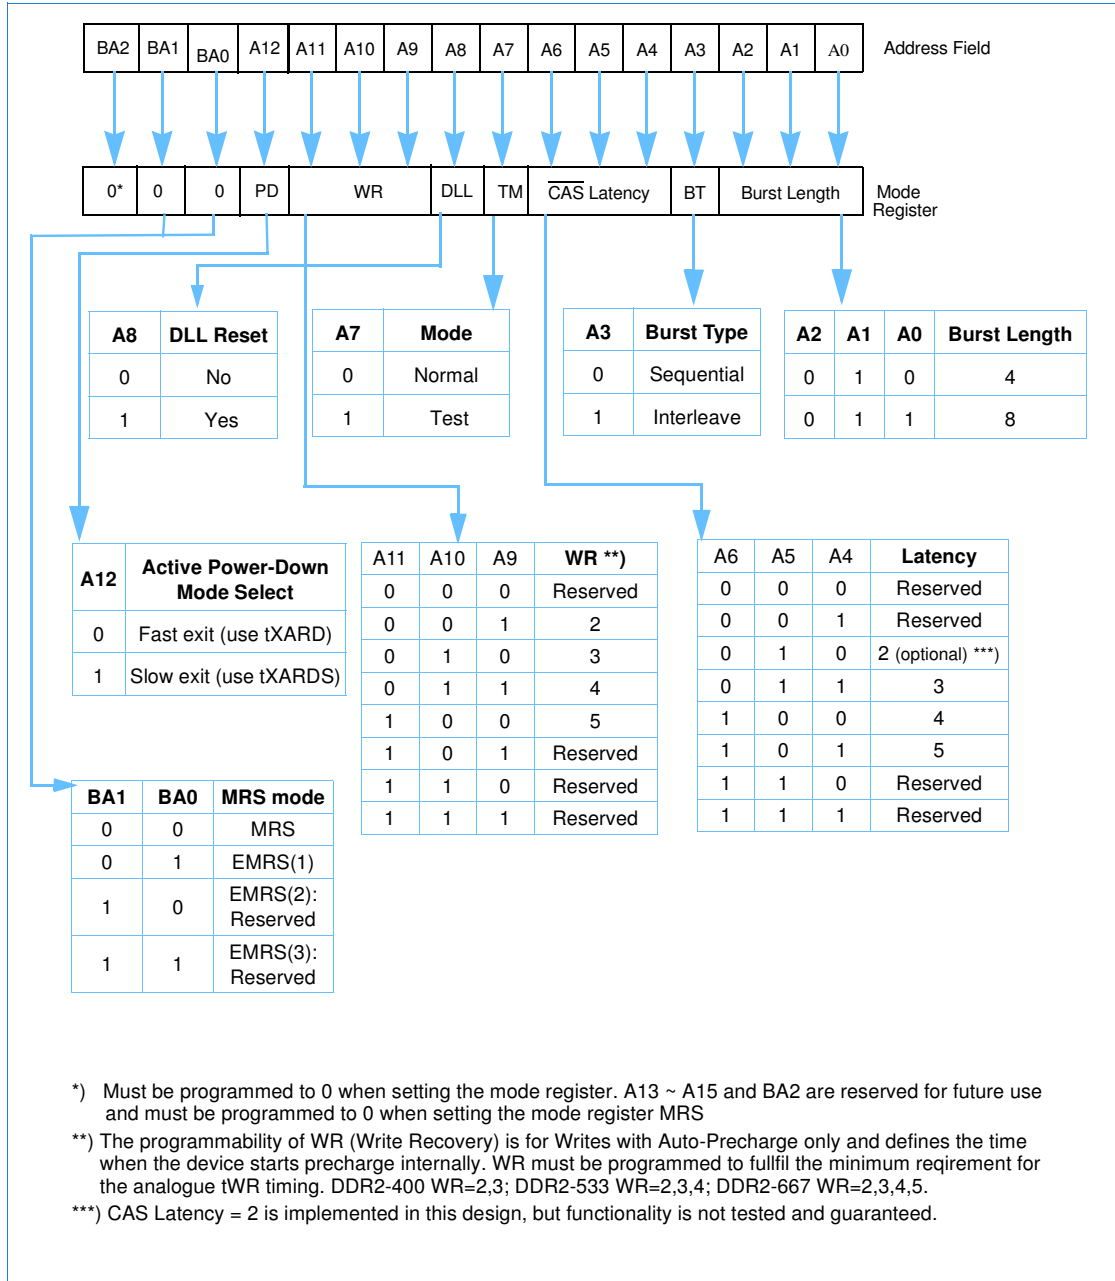 BA2 BA1 BA0 A12 A11 A10 A9 A8 A7 A6 A5 A4 A3 A2 A1 A0 Address Field
0* 0 0 PD WR DLL TM CAS Latency BT Burst Length Mode
Register
A8 DLL Reset
0 No
1 Yes
A7 Mode
0 Normal
1 Test
A3 Burst Type
0 Sequential
1 Interleave
A2 A1 A0 Burst Length
0 1 0 4
0 1 1 8
A12 Active Power-Down
Mode Select
0 Fast exit (use tXARD)
1 Slow exit (use tXARDS)
A11 A10 A9 WR **)
0 0 0 Reserved
0 0 1 2
0 1 0 3
0 1 1 4
1 0 0 5
1 0 1 Reserved
1 1 0 Reserved
1 1 1 Reserved
A6 A5 A4 Latency
0 0 0 Reserved
0 0 1 Reserved
0 1 0 2 (optional) ***)
0 1 1 3
1 0 0 4
1 0 1 5
1 1 0 Reserved
1 1 1 Reserved
BA1 BA0 MRS mode
0 0 MRS
0 1 EMRS(1)
1 0 EMRS(2):
Reserved
1 1 EMRS(3):
Reserved
*) Must be programmed to 0 when setting the mode register. A13 ~ A15 and BA2 are reserved for future use
and must be programmed to 0 when setting the mode register MRS
**) The programmability of WR (Write Recovery) is for Writes with Auto-Precharge only and defines the time
when the device starts precharge internally. WR must be programmed to fullfil the minimum reqirement for
the analogue tWR timing. DDR2-400 WR=2,3; DDR2-533 WR=2,3,4; DDR2-667 WR=2,3,4,5.
***) CAS Latency = 2 is implemented in this design, but functionality is not tested and guaranteed.